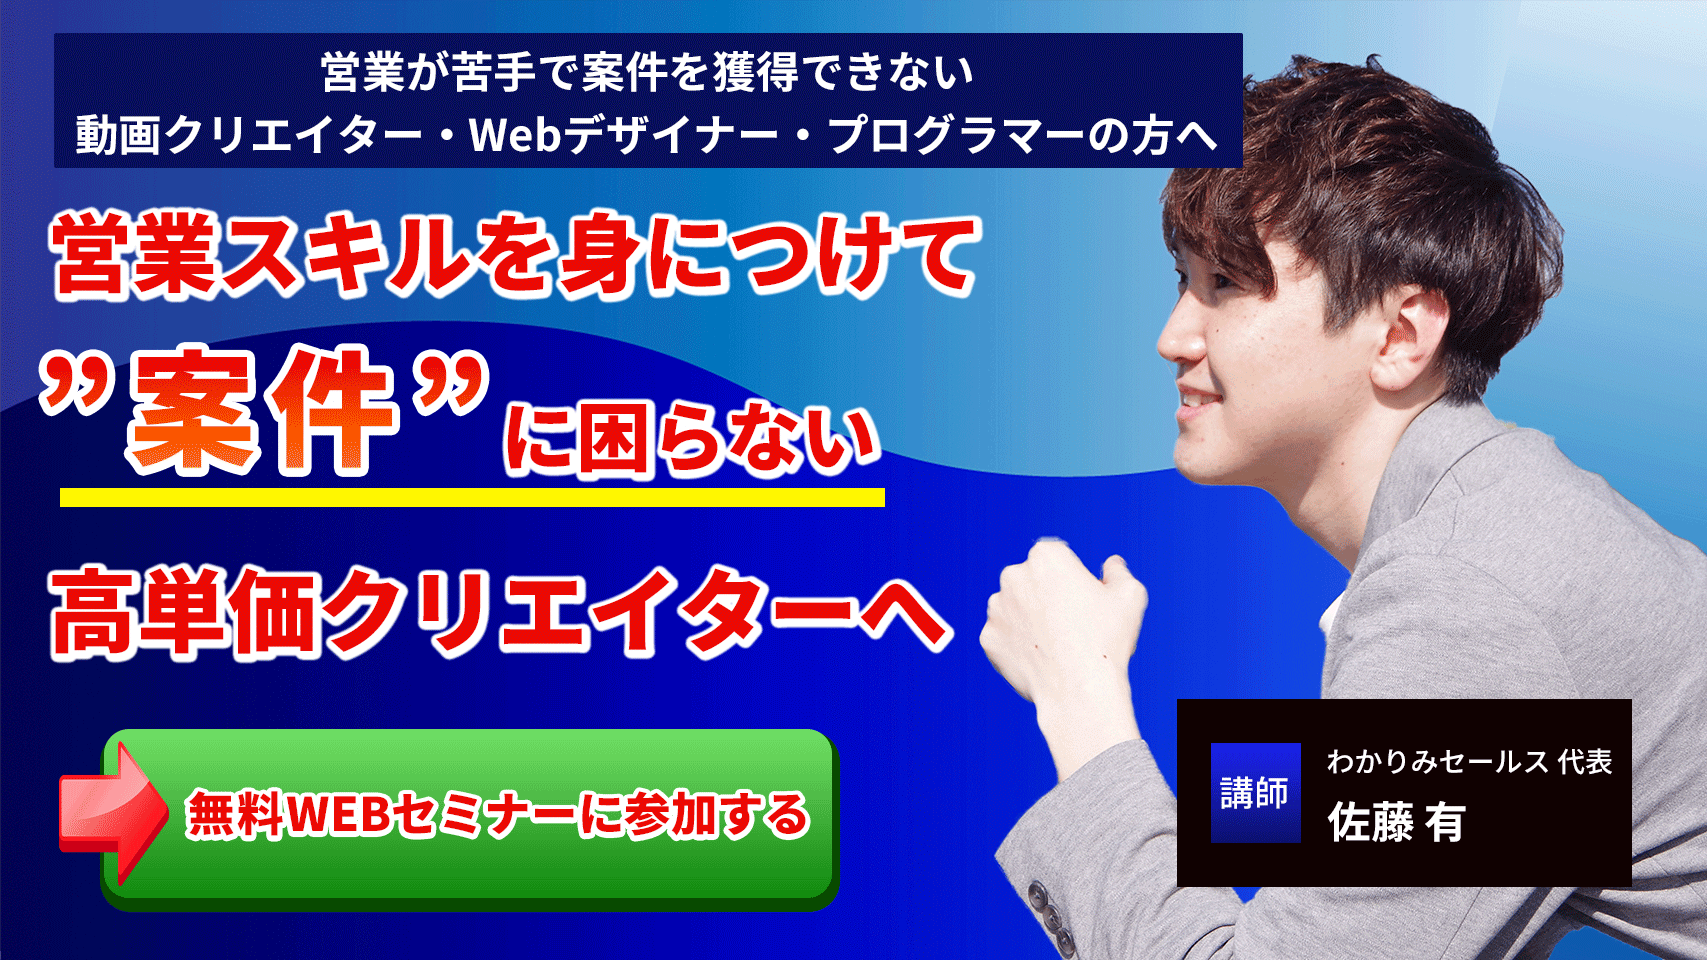 営業が苦手で案件を獲得できない
動画クリエイター・Webデザイナー・プログラマーの方へ
営業スキルを身につけて
”案件”に困らない
高単価クリエイターへ
無料WEBセミナーに参加する
講師
わかりみセールス 代表
佐藤 有